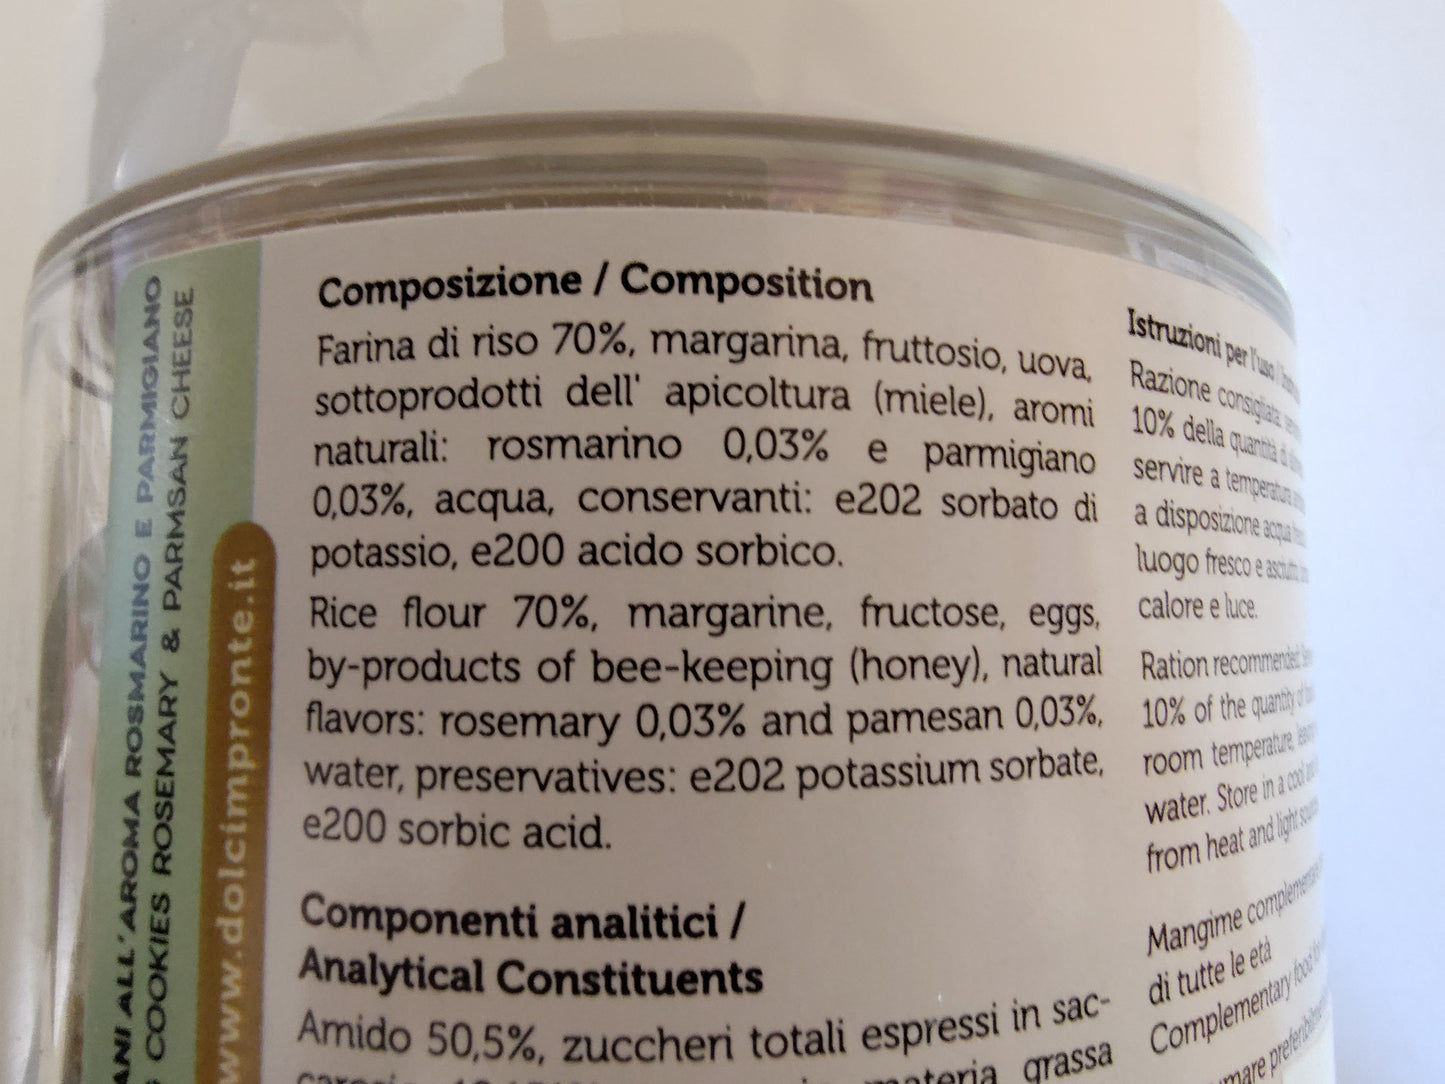 ANI ALL'AROMA ROSMARINO E PARMIGIANO
COOKIES ROSEMARY & PARMSAN CHEESE
www.dolcimpronte.it
Composizione / Composition
Farina di riso 70%, margarina, fruttosio, uova,
sottoprodotti dell' apicoltura (miele), aromi
naturali: rosmarino 0,03% e parmigiano
0,03%, acqua, conservanti: e202 sorbato di
potassio, e200 acido sorbico.
Rice flour 70%, margarine, fructose, eggs,
by-products of bee-keeping (honey), natural
flavors: rosemary 0,03% and pamesan 0,03%,
water, preservatives: e202 potassium sorbate,
e200 sorbic acid.
Componenti analitici /
Analytical Constituents
Amido 50,5%, zuccheri totali espressi in sac-
materia grassa
Istruzioni per l'uso /
Razione consigliata:
10% della quantità di
servire a temperatura
a disposizione acqua
luogo fresco e asciutto,
calore e luce.
Ration recommended:
10% of the quantity of
room temperature,
water. Store in a cool
from heat and light
Mangime
di tutte le età
Complementary food